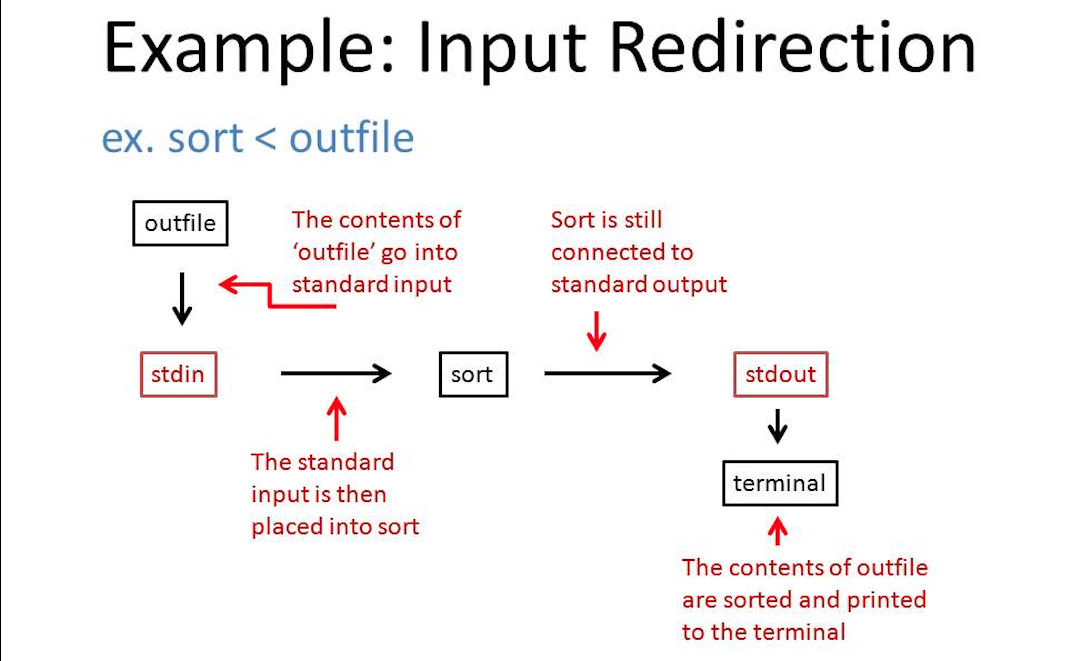 Example: Input Redirection
ex. sort < outfile
outfile
The contents of
‘outfile’ go into
standard input
Sort is still
connected to
standard output
stdin
sort
stdout
The standard
input is then
placed into sort
terminal
The contents of outfile
are sorted and printed
to the terminal